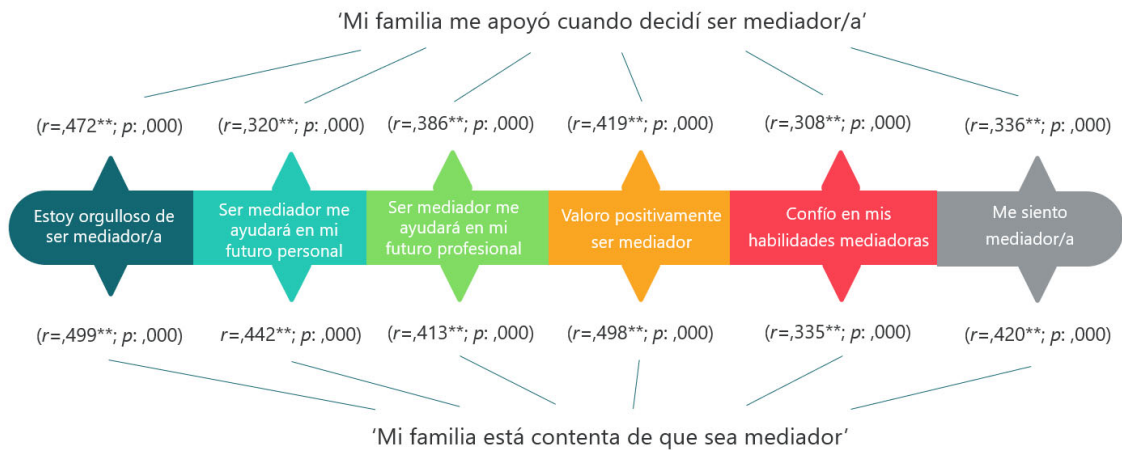 ‘Mi familia me apoyó cuando decidí ser mediador/a’
(r=,472**; p: ,000)
(r=,320**; p: ,000)
(r=,386**; p: ,000)
(r=,419**; p: ,000)
(r=,308**; p: ,000)
(r=,336**; p: ,000)
Estoy orgulloso de
ser mediador/a
Ser mediador me
ayudará en mi
futuro personal
Ser mediador me
ayudará en mi
futuro profesional
Valoro positivamente
ser mediador
Confío en mis
habilidades mediadoras
Me siento
mediador/a
(r=,499**; p: ,000)
r=,442**; p: ,000)
(r=,413**; p: ,000)
(r=,498**; p: ,000)
(r=,335**; p: ,000)
(r=,420**; p: ,000)
‘Mi familia está contenta de que sea mediador’